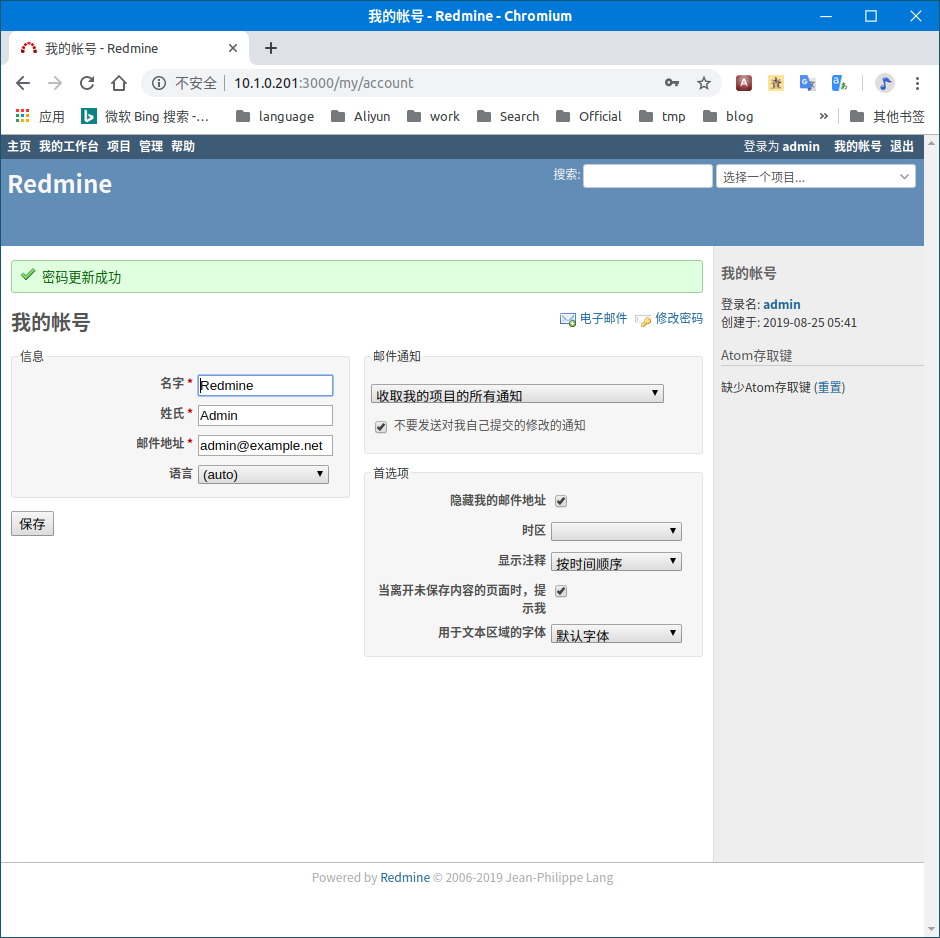 我的帐号 - Redmine - Chromium
我的帐号 - Redmine
不安全 10.1.0.201:3000/my/account
应用 微软 Bing 搜索 -... language Aliyun work Search Official tmp blog » 其他书签
主页 我的工作台 项目 管理 帮助 登录为 admin 我的帐号 退出
Redmine 搜索: 选择一个项目...
密码更新成功
我的帐号 电子邮件 修改密码
信息
名字 * Redmine
姓氏 * Admin
邮件地址 * admin@example.net
语言 (auto)
保存
邮件通知
收取我的项目的所有通知
不要发送对我自己提交的修改的通知
首选项
隐藏我的邮件地址
时区
显示注释 按时间顺序
当离开未保存内容的页面时，提
示我
用于文本区域的字体 默认字体
我的帐号
登录名: admin
创建于: 2019-08-25 05:41
Atom存取键
缺少Atom存取键 (重置)
Powered by Redmine © 2006-2019 Jean-Philippe Lang